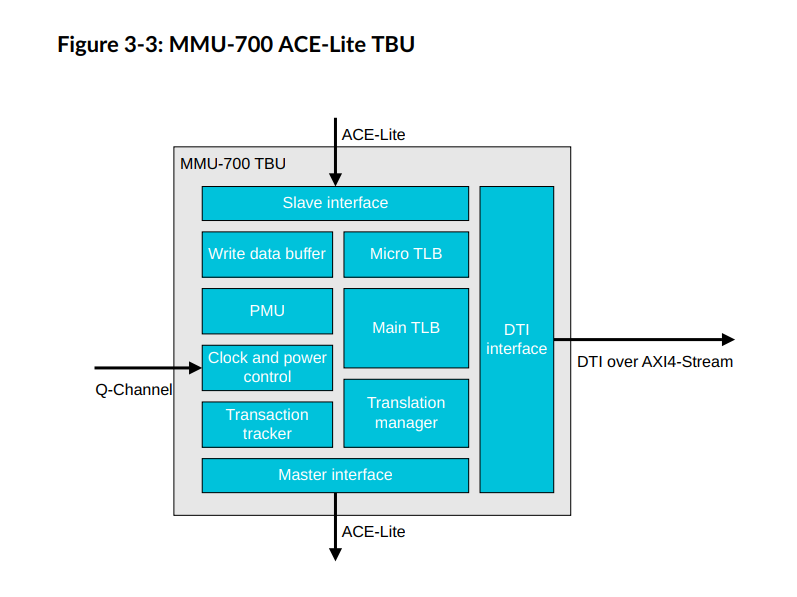 Figure 3-3: MMU-700 ACE-Lite TBU
ACE-Lite
MMU-700 TBU
Slave interface
Write data buffer
Micro TLB
PMU
Main TLB
DTI
interface
DTI over AXI4-Stream
Clock and power
control
Q-Channel
Translation
manager
Transaction
tracker
Master interface
ACE-Lite